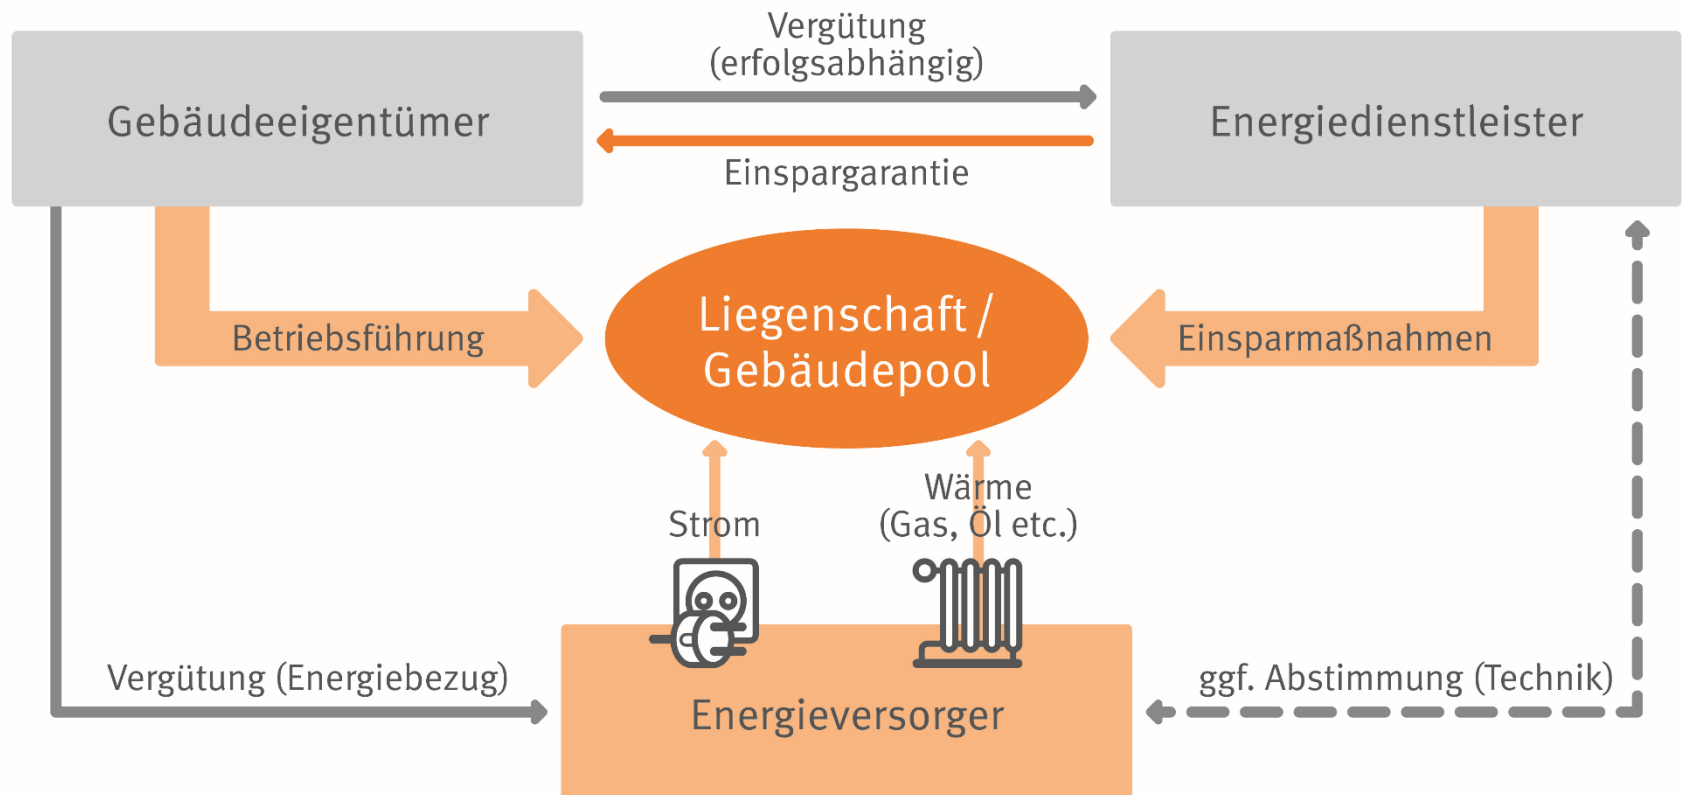 Vergütung
(erfolgsabhängig)
Gebäudeeigentümer
Energiedienstleister
Einspargarantie
Liegenschaft /
Gebäudepool
Betriebsführung
Einsparmaßnahmen
Strom
Wärme
(Gas, Öl etc.)
Vergütung (Energiebezug)
ggf. Abstimmung (Technik)
Energieversorger